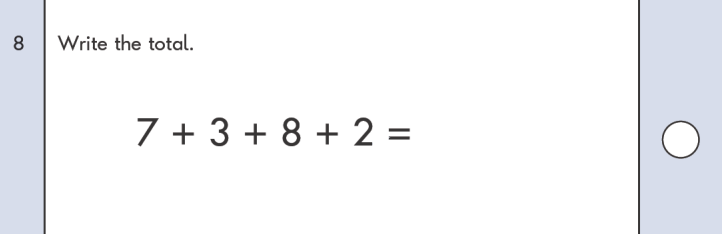 8 Write the total.
7 + 3 + 8 + 2 =